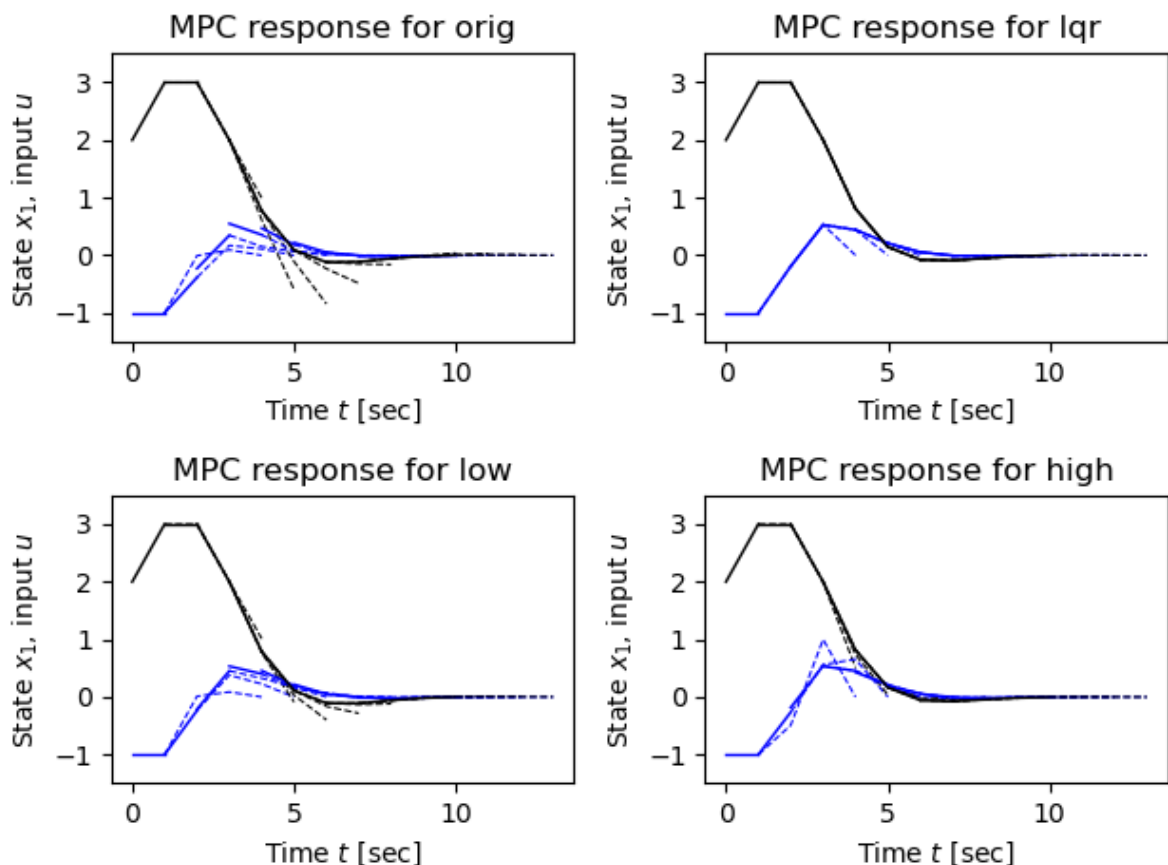 MPC response for orig
State x₁, input u
3
2
1
0
−1
0 5 10
Time t [sec]
MPC response for lqr
State x₁, input u
3
2
1
0
−1
0 5 10
Time t [sec]
MPC response for low
State x₁, input u
3
2
1
0
−1
0 5 10
Time t [sec]
MPC response for high
State x₁, input u
3
2
1
0
−1
0 5 10
Time t [sec]